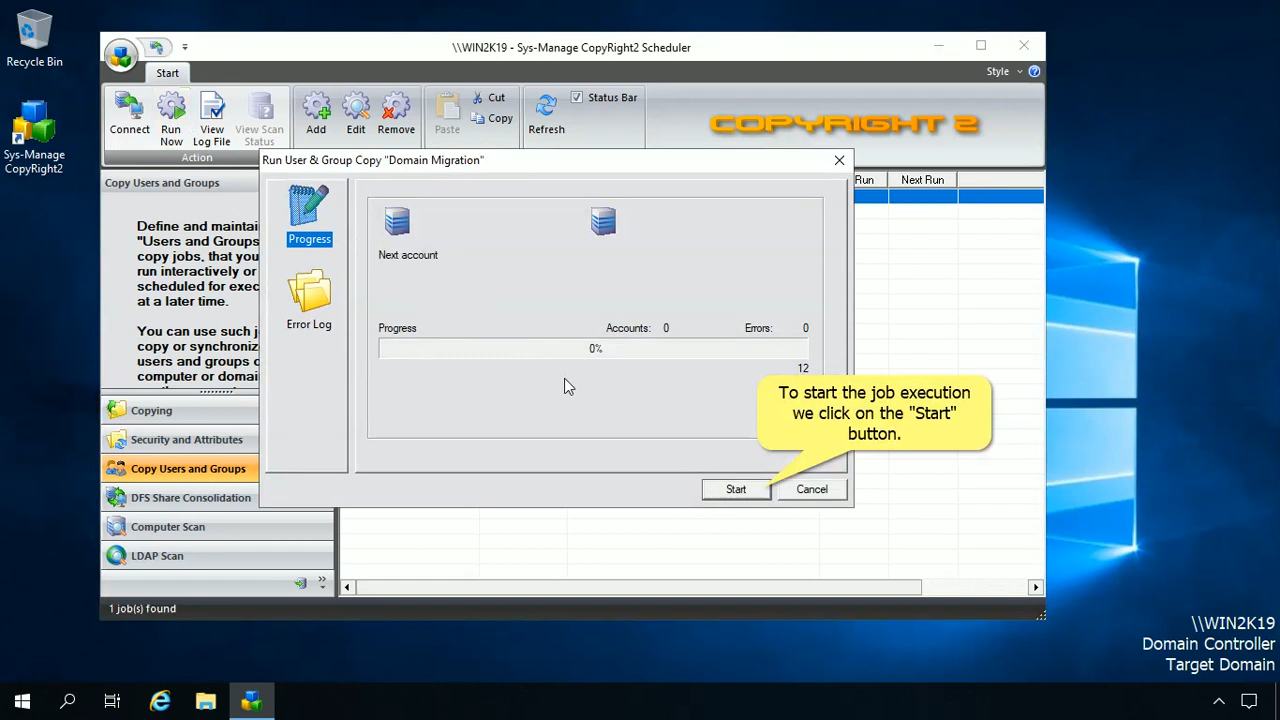 Recycle Bin
Sys-Manage
CopyRight2
\\WIN2K19 - Sys-Manage CopyRight2 Scheduler
Start
Style
Connect
Run
Now
View
Log File
View Scan
Status
Action
Add
Edit
Remove
Paste
Cut
Copy
Refresh
Status Bar
COPYRIGHT 2
Run User & Group Copy "Domain Migration"
Run
Next Run
Copy Users and Groups
Define and maintai
"Users and Groups
copy jobs, that you
run interactively or
scheduled for exec
at a later time.
You can use such j
copy or synchroniz
users and groups o
computer or domai
Copying
Security and Attributes
Copy Users and Groups
DFS Share Consolidation
Computer Scan
LDAP Scan
1 job(s) found
Progress
Error Log
Next account
Progress
Accounts: 0
Errors: 0
0%
12
To start the job execution
we click on the "Start"
button.
Start
Cancel
\\WIN2K19
Domain Controller
Target Domain